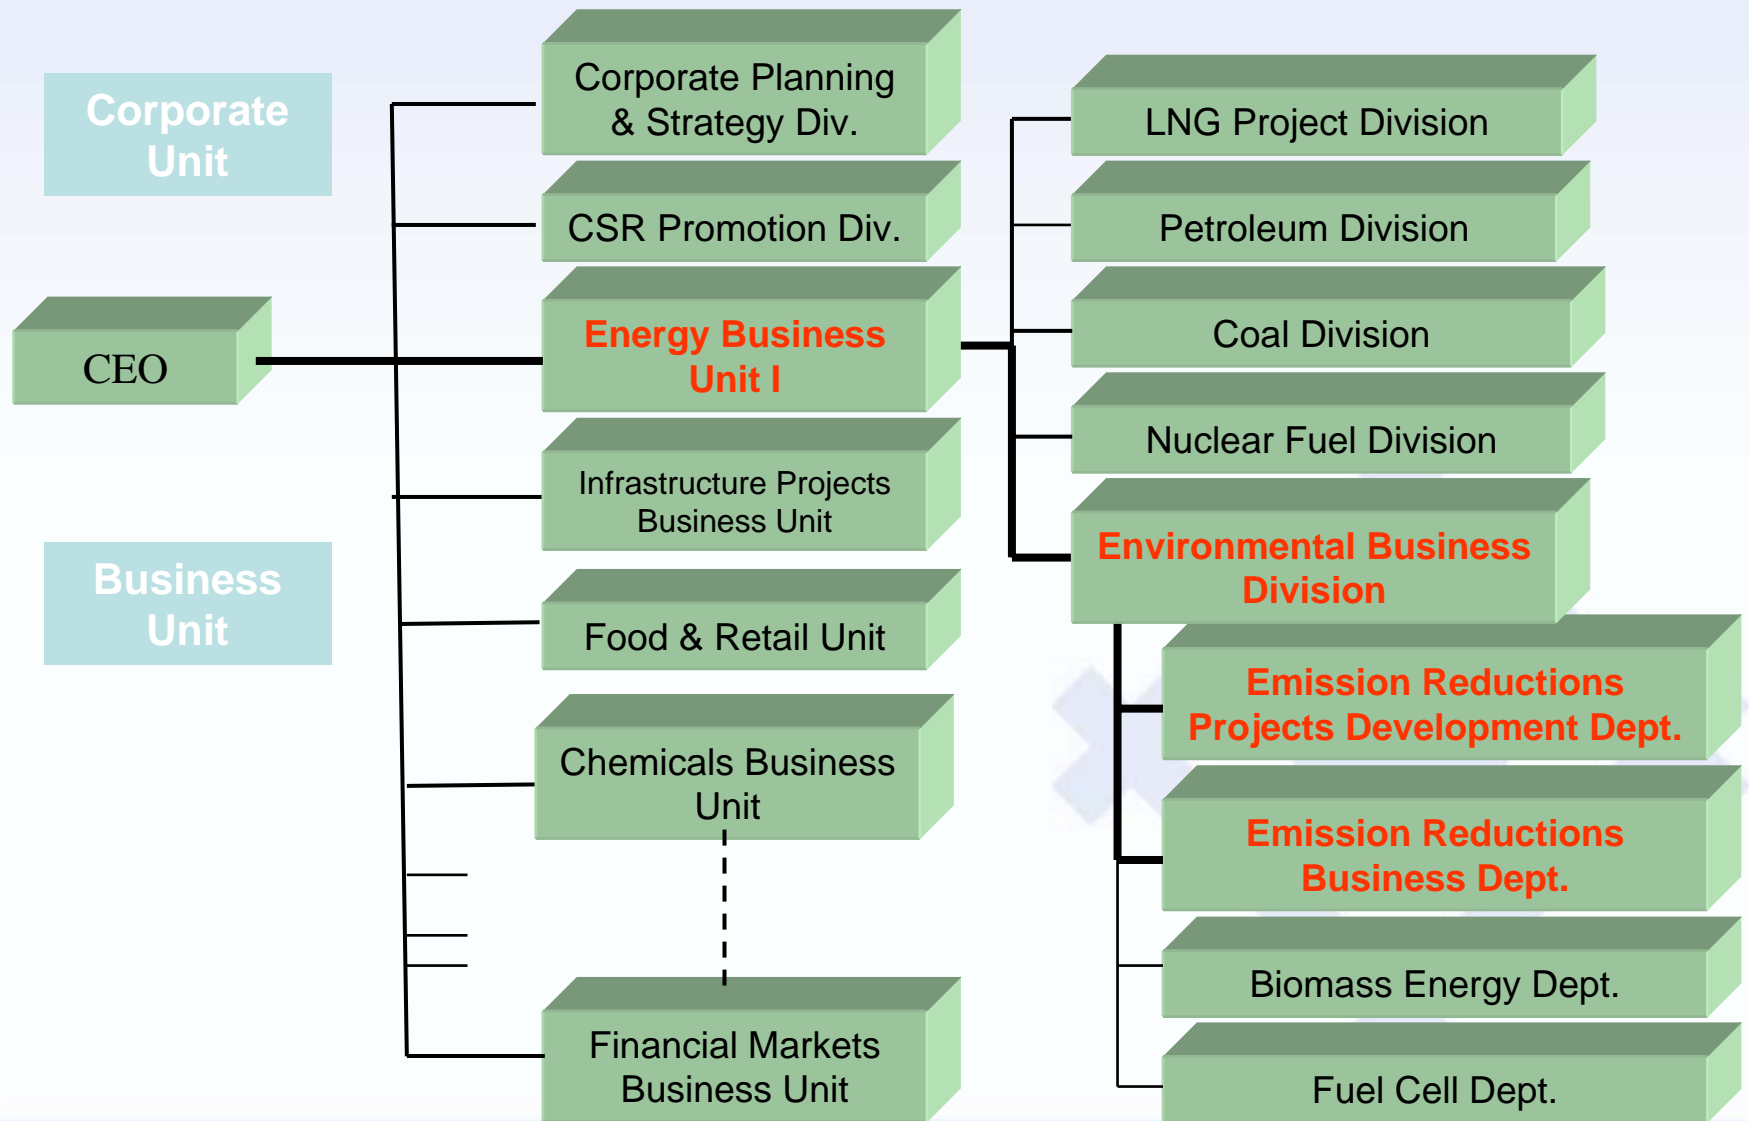 Corporate
Unit
Business
Unit
CEO
Corporate Planning
& Strategy Div.
CSR Promotion Div.
Energy Business
Unit I
Infrastructure Projects
Business Unit
Food & Retail Unit
Chemicals Business
Unit
Financial Markets
Business Unit
LNG Project Division
Petroleum Division
Coal Division
Nuclear Fuel Division
Environmental Business
Division
Emission Reductions
Projects Development Dept.
Emission Reductions
Business Dept.
Biomass Energy Dept.
Fuel Cell Dept.